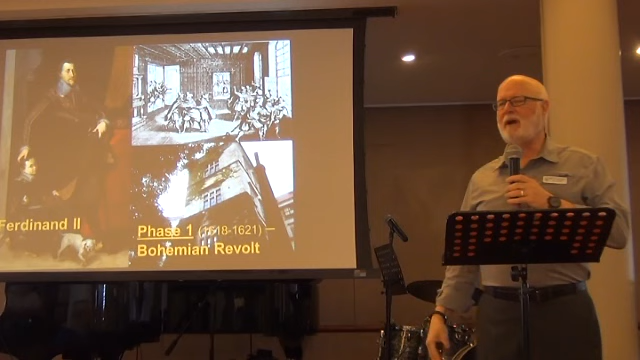 Ferdinand II
Phase 1 (1618-1621) –
Bohemian Revolt